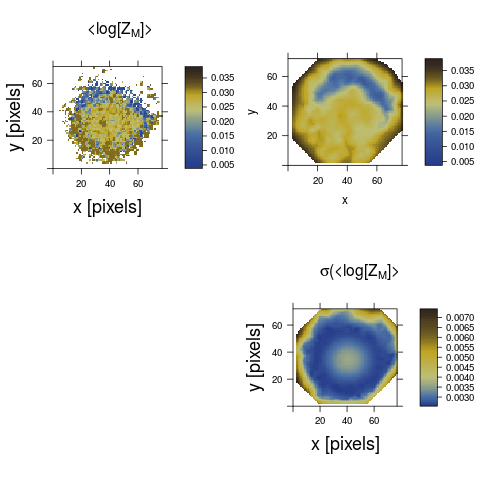 <log[Z_M]>
60
40
20
y [pixels]
20 40 60
x [pixels]
0.035
0.030
0.025
0.020
0.015
0.010
0.005
60
40
20
y
20 40 60
x
0.035
0.030
0.025
0.020
0.015
0.010
0.005
σ(<log[Z_M]>
60
40
20
y [pixels]
20 40 60
x [pixels]
0.0070
0.0065
0.0060
0.0055
0.0050
0.0045
0.0040
0.0035
0.0030